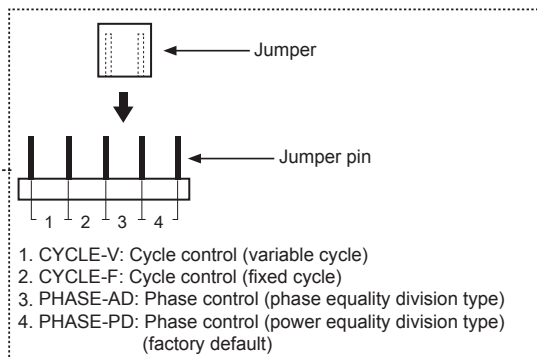 Jumper
Jumper pin
1 2 3 4
1. CYCLE-V: Cycle control (variable cycle)
2. CYCLE-F: Cycle control (fixed cycle)
3. PHASE-AD: Phase control (phase equality division type)
4. PHASE-PD: Phase control (power equality division type)
(factory default)